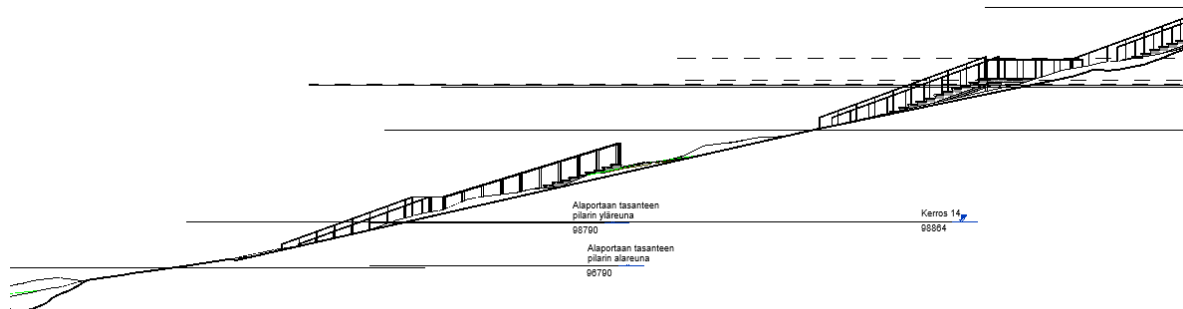 Alaportaan tasanteen
pilarin yläreuna
98790
Kerros 14
98864
Alaportaan tasanteen
pilarin alareuna
96790